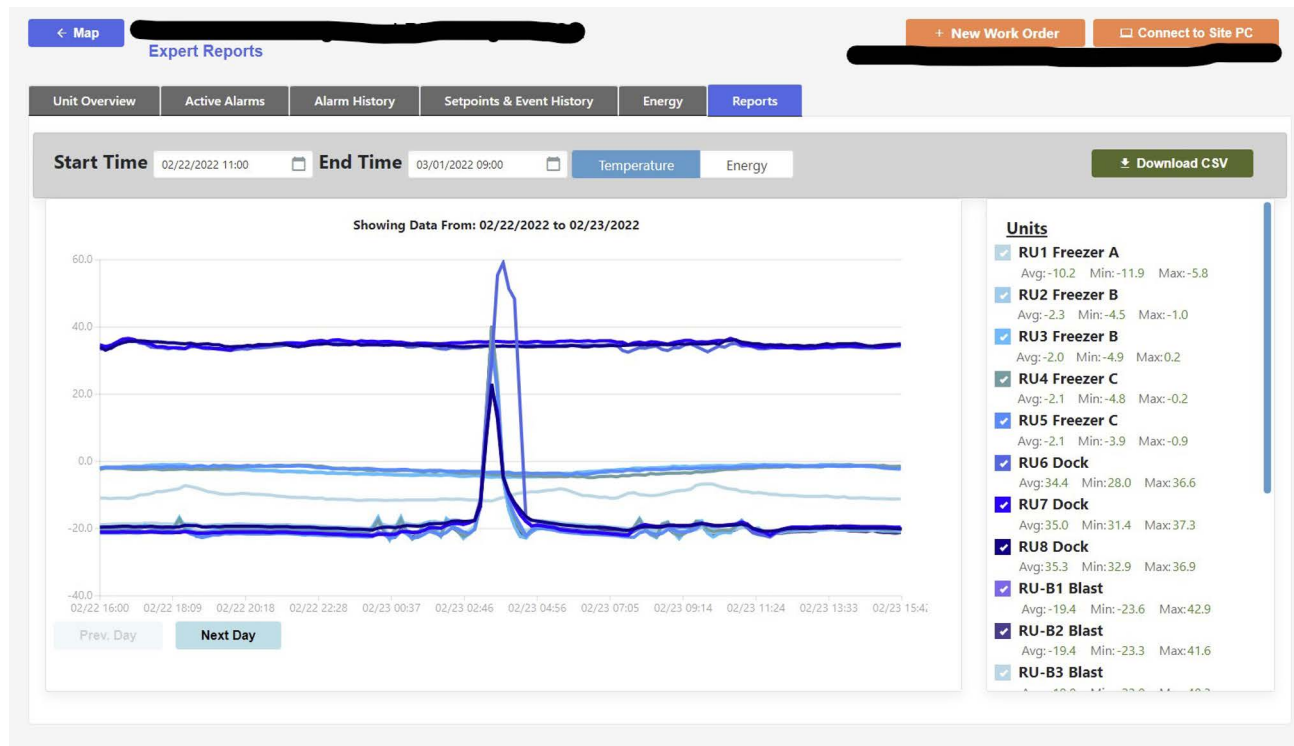 ← Map
Expert Reports
+ New Work Order
Connect to Site PC
Unit Overview Active Alarms Alarm History Setpoints & Event History Energy Reports
Start Time 02/22/2022 11:00 End Time 03/01/2022 09:00 Temperature Energy Download CSV
Showing Data From: 02/22/2022 to 02/23/2022
60.0
40.0
20.0
0.0
-20.0
-40.0
02/22 16:00 02/22 18:09 02/22 20:18 02/22 22:28 02/23 00:37 02/23 02:46 02/23 04:56 02/23 07:05 02/23 09:14 02/23 11:24 02/23 13:33 02/23 15:42
Prev. Day Next Day
Units
RU1 Freezer A
Avg:-10.2 Min:-11.9 Max:-5.8
RU2 Freezer B
Avg:-2.3 Min:-4.5 Max:-1.0
RU3 Freezer B
Avg:-2.0 Min:-4.9 Max:0.2
RU4 Freezer C
Avg:-2.1 Min:-4.8 Max:-0.2
RU5 Freezer C
Avg:-2.1 Min:-3.9 Max:-0.9
RU6 Dock
Avg:34.4 Min:28.0 Max:36.6
RU7 Dock
Avg:35.0 Min:31.4 Max:37.3
RU8 Dock
Avg:35.3 Min:32.9 Max:36.9
RU-B1 Blast
Avg:-19.4 Min:-23.6 Max:42.9
RU-B2 Blast
Avg:-19.4 Min:-23.3 Max:41.6
RU-B3 Blast